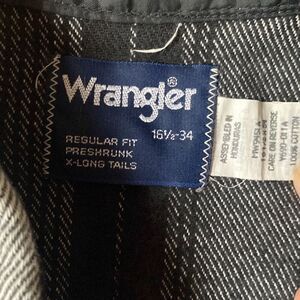 Wrangler
16½-34
REGULAR FIT
PRESHRUNK
X-LONG TAILS
ASSEMBLED IN
HONDURAS
CARE ON REVERSE
100% COTTON